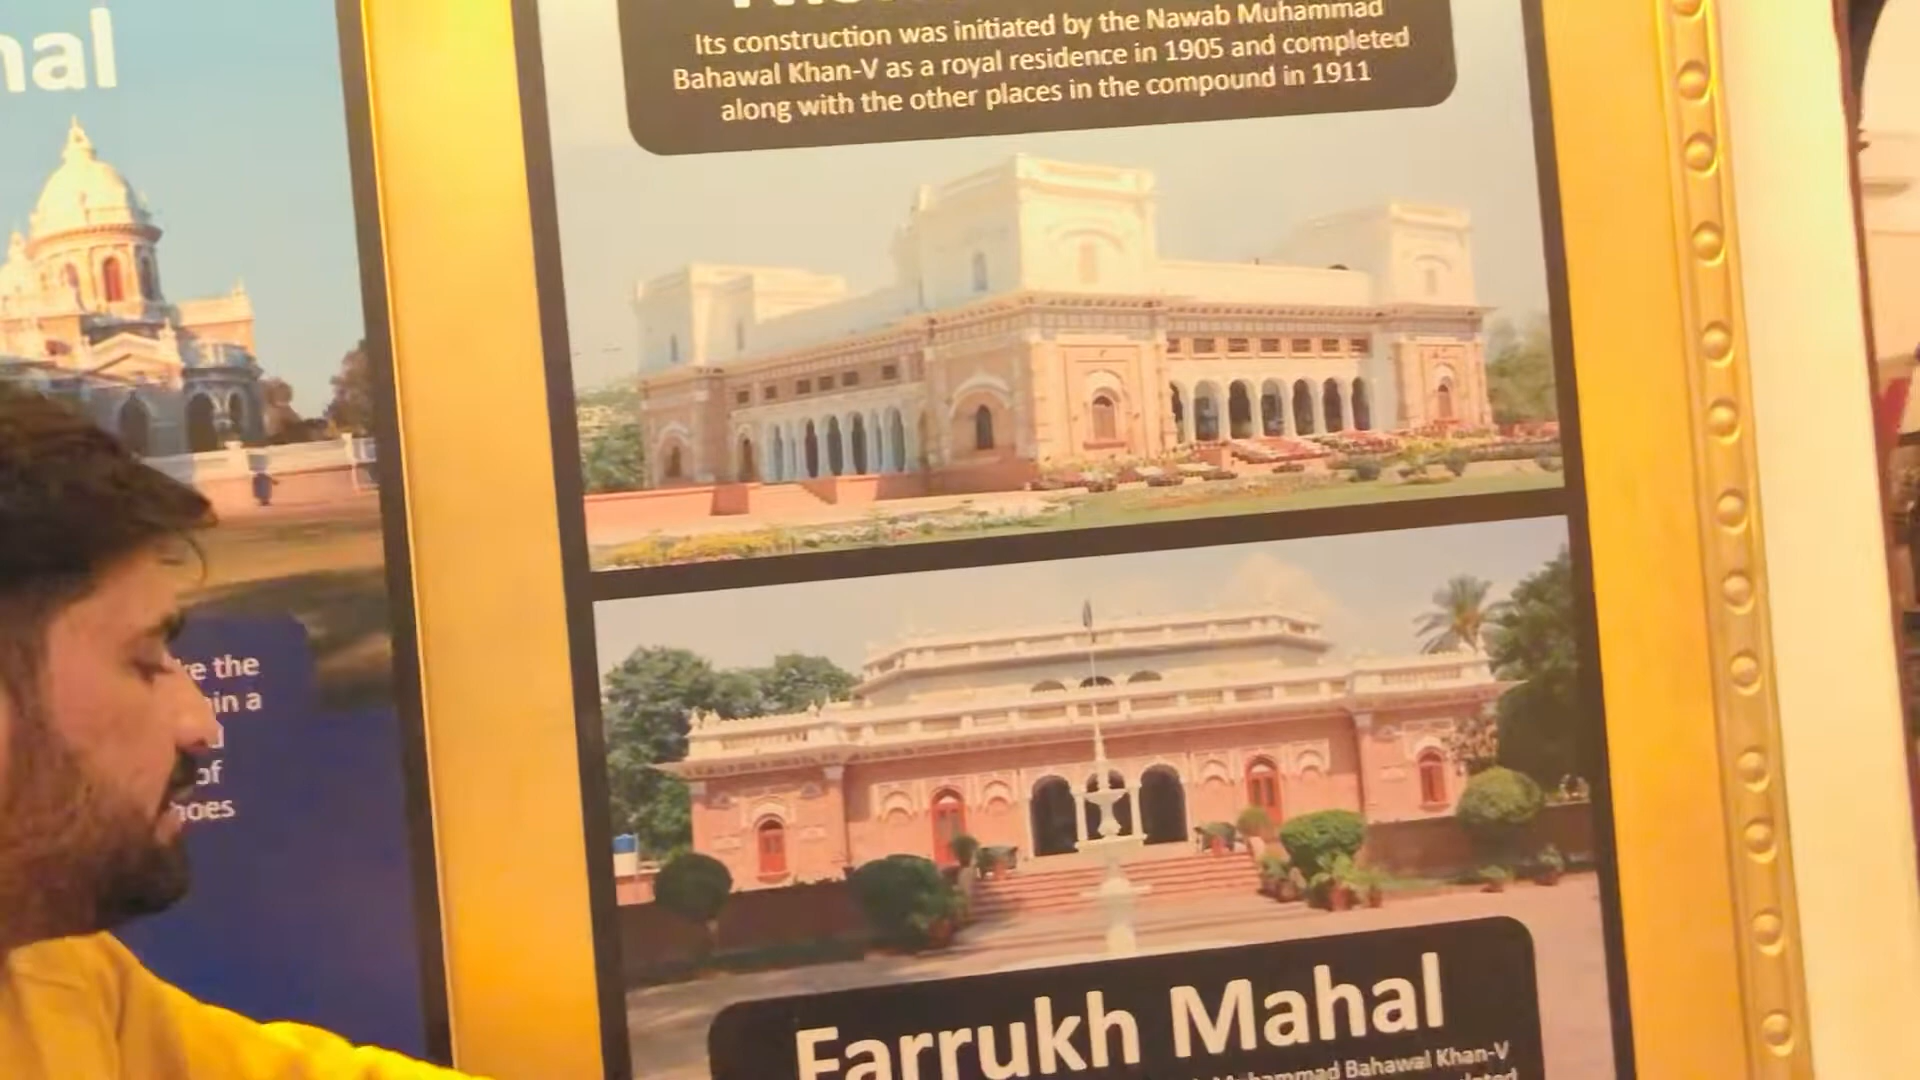 hal
Its construction was initiated by the Nawab Muhammad
Bahawal Khan-V as a royal residence in 1905 and completed
along with the other places in the compound in 1911
the
in a
of
hoes
Farrukh Mahal
Muhammad Bahawal Khan-V